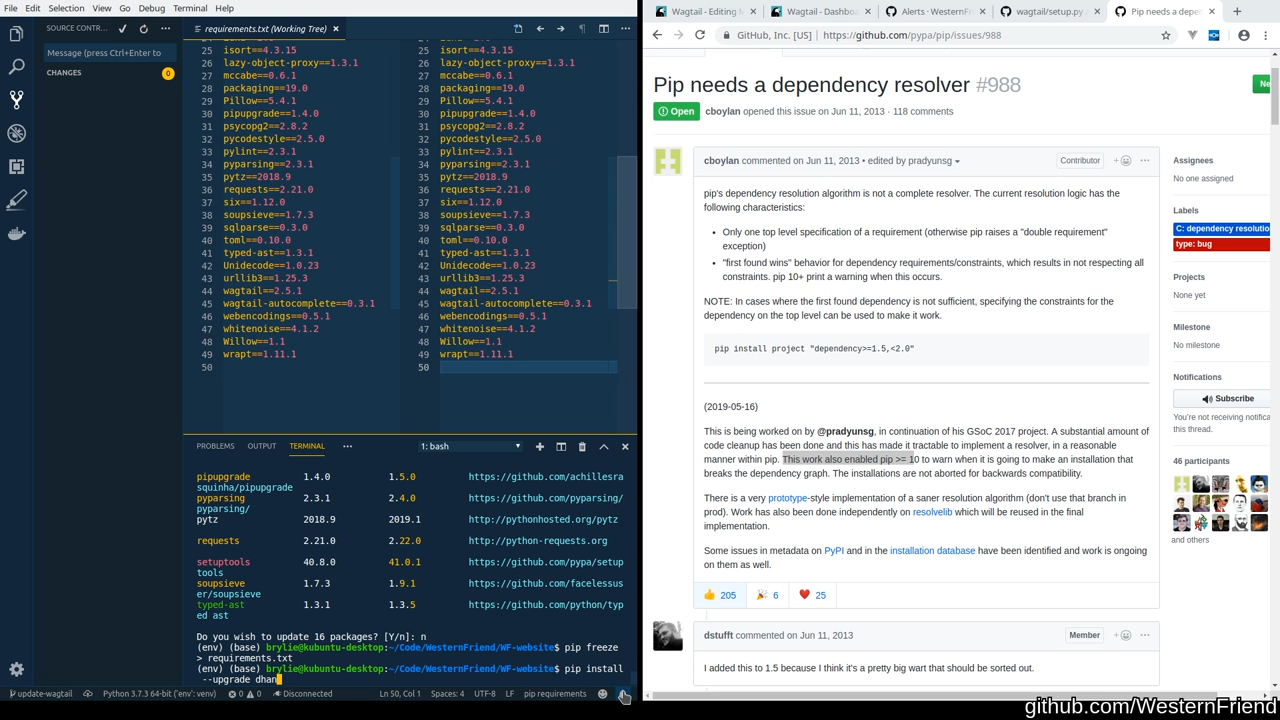 File Edit Selection View Go Debug Terminal Help
SOURCE CONTR...
Message (press Ctrl+Enter to
CHANGES 0
requirements.txt (Working Tree) ×
25 isort==4.3.15
26 lazy-object-proxy==1.3.1
27 mccabe==0.6.1
28 packaging==19.0
29 Pillow==5.4.1
30 pipupgrade==1.4.0
31 psycopg2==2.8.2
32 pycodestyle==2.5.0
33 pylint==2.3.1
34 pyparsing==2.3.1
35 pytz==2018.9
36 requests==2.21.0
37 six==1.12.0
38 soupsieve==1.7.3
39 sqlparse==0.3.0
40 toml==0.10.0
41 typed-ast==1.3.1
42 Unidecode==1.0.23
43 urllib3==1.25.3
44 wagtail==2.5.1
45 wagtail-autocomplete==0.3.1
46 webencodings==0.5.1
47 whitenoise==4.1.2
48 Willow==1.1
49 wrapt==1.11.1
50
25 isort==4.3.15
26 lazy-object-proxy==1.3.1
27 mccabe==0.6.1
28 packaging==19.0
29 Pillow==5.4.1
30 pipupgrade==1.4.0
31 psycopg2==2.8.2
32 pycodestyle==2.5.0
33 pylint==2.3.1
34 pyparsing==2.3.1
35 pytz==2018.9
36 requests==2.21.0
37 six==1.12.0
38 soupsieve==1.7.3
39 sqlparse==0.3.0
40 toml==0.10.0
41 typed-ast==1.3.1
42 Unidecode==1.0.23
43 urllib3==1.25.3
44 wagtail==2.5.1
45 wagtail-autocomplete==0.3.1
46 webencodings==0.5.1
47 whitenoise==4.1.2
48 Willow==1.1
49 wrapt==1.11.1
50
PROBLEMS OUTPUT TERMINAL ... 1: bash
pipupgrade 1.4.0 1.5.0 https://github.com/achillesra
squinha/pipupgrade
pyparsing 2.3.1 2.4.0 https://github.com/pyparsing/
pyparsing/
pytz 2018.9 2019.1 http://pythonhosted.org/pytz
requests 2.21.0 2.22.0 http://python-requests.org
setuptools 40.8.0 41.0.1 https://github.com/pypa/setup
tools
soupsieve 1.7.3 1.9.1 https://github.com/facelessus
er/soupsieve
typed-ast 1.3.1 1.3.5 https://github.com/python/typ
ed ast
Do you wish to update 16 packages? [Y/n]: n
(env) (base) brylie@kubuntu-desktop:~/Code/WesternFriend/WF-website$ pip freeze
> requirements.txt
(env) (base) brylie@kubuntu-desktop:~/Code/WesternFriend/WF-website$ pip install
--upgrade dhan
update-wagtail Python 3.7.3 64-bit ('env': venv) 0 0 Disconnected Ln 50, Col 1 Spaces: 4 UTF-8 LF pip requirements
Wagtail - Editing M × Wagtail - Dashboa × Alerts - WesternFri × wagtail/setup.py a × Pip needs a depen ×
GitHub, Inc. [US] | https://github.com/pypa/pip/issues/988
Pip needs a dependency resolver #988
Ne
Open cboylan opened this issue on Jun 11, 2013 · 118 comments
cboylan commented on Jun 11, 2013 • edited by pradyunsg Contributor
pip's dependency resolution algorithm is not a complete resolver. The current resolution logic has the
following characteristics:
• Only one top level specification of a requirement (otherwise pip raises a "double requirement"
exception)
• "first found wins" behavior for dependency requirements/constraints, which results in not respecting all
constraints. pip 10+ print a warning when this occurs.
NOTE: In cases where the first found dependency is not sufficient, specifying the constraints for the
dependency on the top level can be used to make it work.
pip install project "dependency>=1.5,<2.0"
(2019-05-16)
This is being worked on by @pradyunsg, in continuation of his GSoC 2017 project. A substantial amount of
code cleanup has been done and this has made it tractable to implement a resolver, in a reasonable
manner within pip. This work also enabled pip >= 10 to warn when it is going to make an installation that
breaks the dependency graph. The installations are not aborted for backwards compatibility.
There is a very prototype-style implementation of a saner resolution algorithm (don't use that branch in
prod). Work has also been done independently on resolvelib which will be reused in the final
implementation.
Some issues in metadata on PyPI and in the installation database have been identified and work is ongoing
on them as well.
205 6 25
dstufft commented on Jun 11, 2013 Member
I added this to 1.5 because I think it's a pretty big wart that should be sorted out.
Assignees
No one assigned
Labels
C: dependency resolutio
type: bug
Projects
None yet
Milestone
No milestone
Notifications
Subscribe
You're not receiving notifica
this thread.
46 participants
and others
github.com/WesternFriend